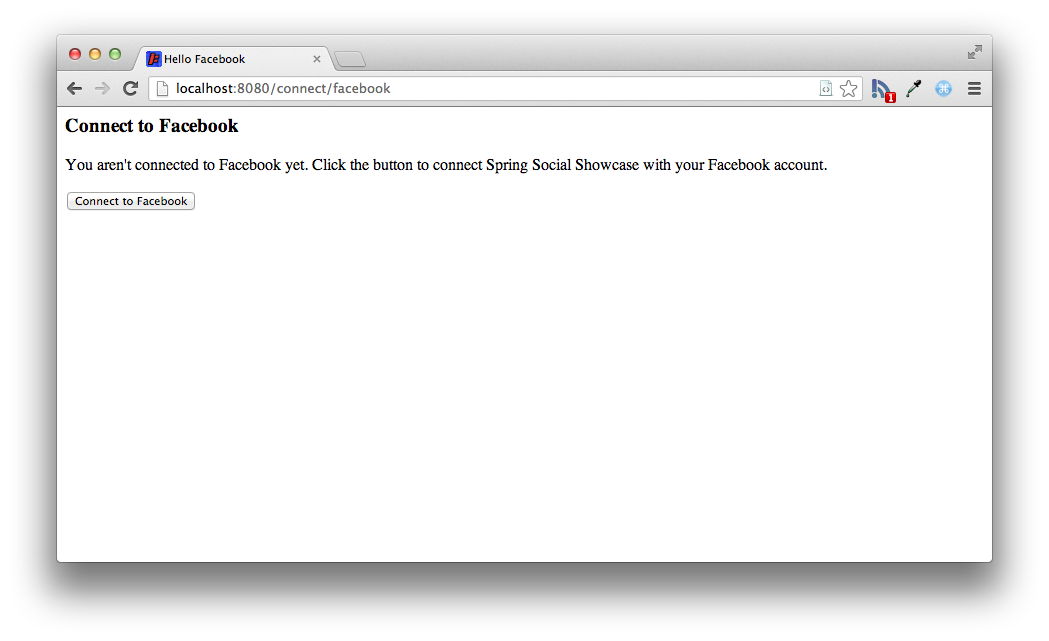 Hello Facebook
localhost:8080/connect/facebook
1
Connect to Facebook
You aren't connected to Facebook yet. Click the button to connect Spring Social Showcase with your Facebook account.
Connect to Facebook